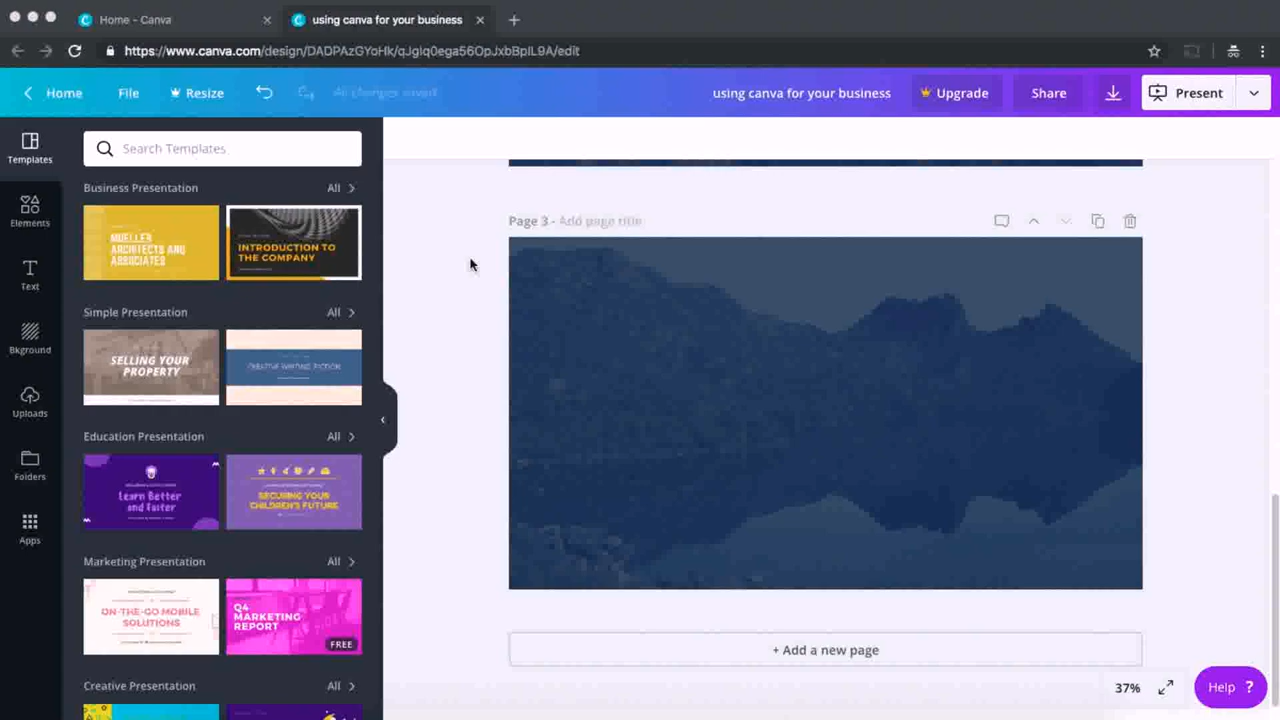 Home - Canva
using canva for your business
https://www.canva.com/design/DADPAzGYoHk/qJgIq0ega56OpJxbBpIL9A/edit
Home
File
Resize
All changes saved
using canva for your business
Upgrade
Share
Present
Templates
Search Templates
Elements
Text
Bkground
Uploads
Folders
Apps
Business Presentation
All
MUELLER
ARCHITECTS AND
ASSOCIATES
INTRODUCTION TO
THE COMPANY
Simple Presentation
All
SELLING YOUR
PROPERTY
CREATIVE WRITING FICTION
Education Presentation
All
Learn Better
and Faster
SECURING YOUR
CHILDREN'S FUTURE
Marketing Presentation
All
ON-THE-GO MOBILE
SOLUTIONS
Q4
MARKETING
REPORT
FREE
Creative Presentation
All
Page 3 - Add page title
+ Add a new page
37%
Help ?